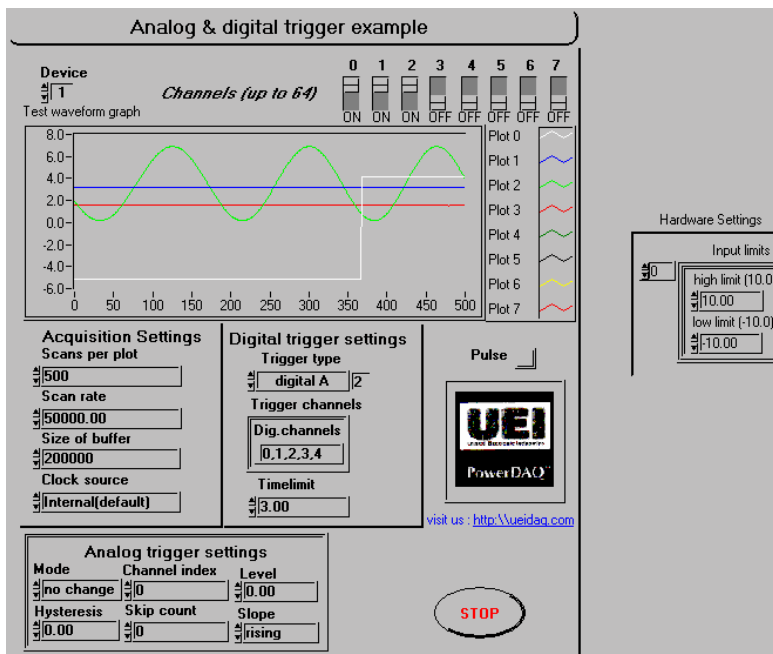 Analog & digital trigger example
Device
1
Test waveform graph
Channels (up to 64)
0 1 2 3 4 5 6 7
ON ON ON OFF OFF OFF OFF OFF
8.0
6.0
4.0
2.0
0.0
-2.0
-4.0
-6.0
0 50 100 150 200 250 300 350 400 450 500
Plot 0
Plot 1
Plot 2
Plot 3
Plot 4
Plot 5
Plot 6
Plot 7
Acquisition Settings
Scans per plot
500
Scan rate
50000.00
Size of buffer
200000
Clock source
Internal(default)
Digital trigger settings
Trigger type
digital A 2
Trigger channels
Dig.channels
0,1,2,3,4
Timelimit
3.00
Pulse
UEI
United Electronic Industries
PowerDAQ™
visit us : http:\\ueidaq.com
Analog trigger settings
Mode Channel index Level
no change 0 0.00
Hysteresis Skip count Slope
0.00 0 rising
STOP
Hardware Settings
Input limits
0
high limit (10.0
10.00
low limit (-10.0)
-10.00